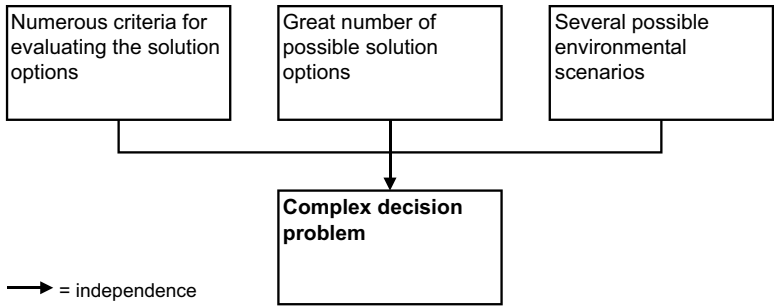 Numerous criteria for
evaluating the solution
options
Great number of
possible solution
options
Several possible
environmental
scenarios
Complex decision
problem
= independence